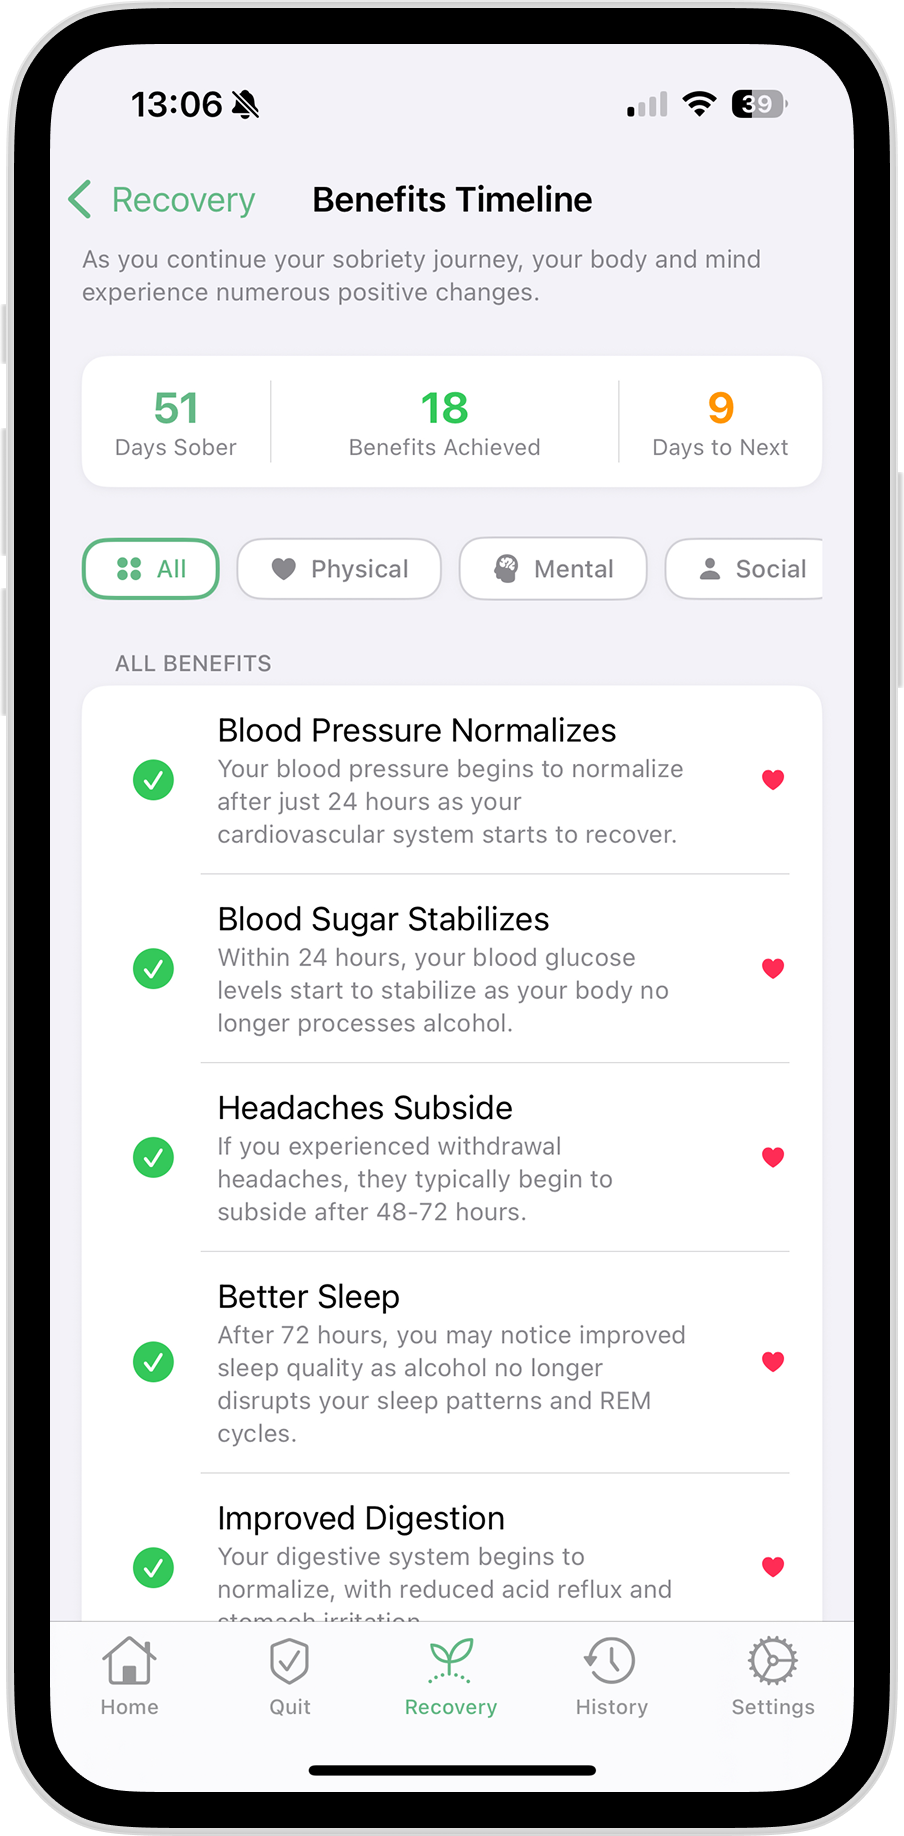 13:06
39
Recovery
Benefits Timeline
As you continue your sobriety journey, your body and mind
experience numerous positive changes.
51
Days Sober
18
Benefits Achieved
9
Days to Next
All
Physical
Mental
Social
ALL BENEFITS
Blood Pressure Normalizes
Your blood pressure begins to normalize
after just 24 hours as your
cardiovascular system starts to recover.
Blood Sugar Stabilizes
Within 24 hours, your blood glucose
levels start to stabilize as your body no
longer processes alcohol.
Headaches Subside
If you experienced withdrawal
headaches, they typically begin to
subside after 48-72 hours.
Better Sleep
After 72 hours, you may notice improved
sleep quality as alcohol no longer
disrupts your sleep patterns and REM
cycles.
Improved Digestion
Your digestive system begins to
normalize, with reduced acid reflux and
stomach irritation.
Home
Quit
Recovery
History
Settings